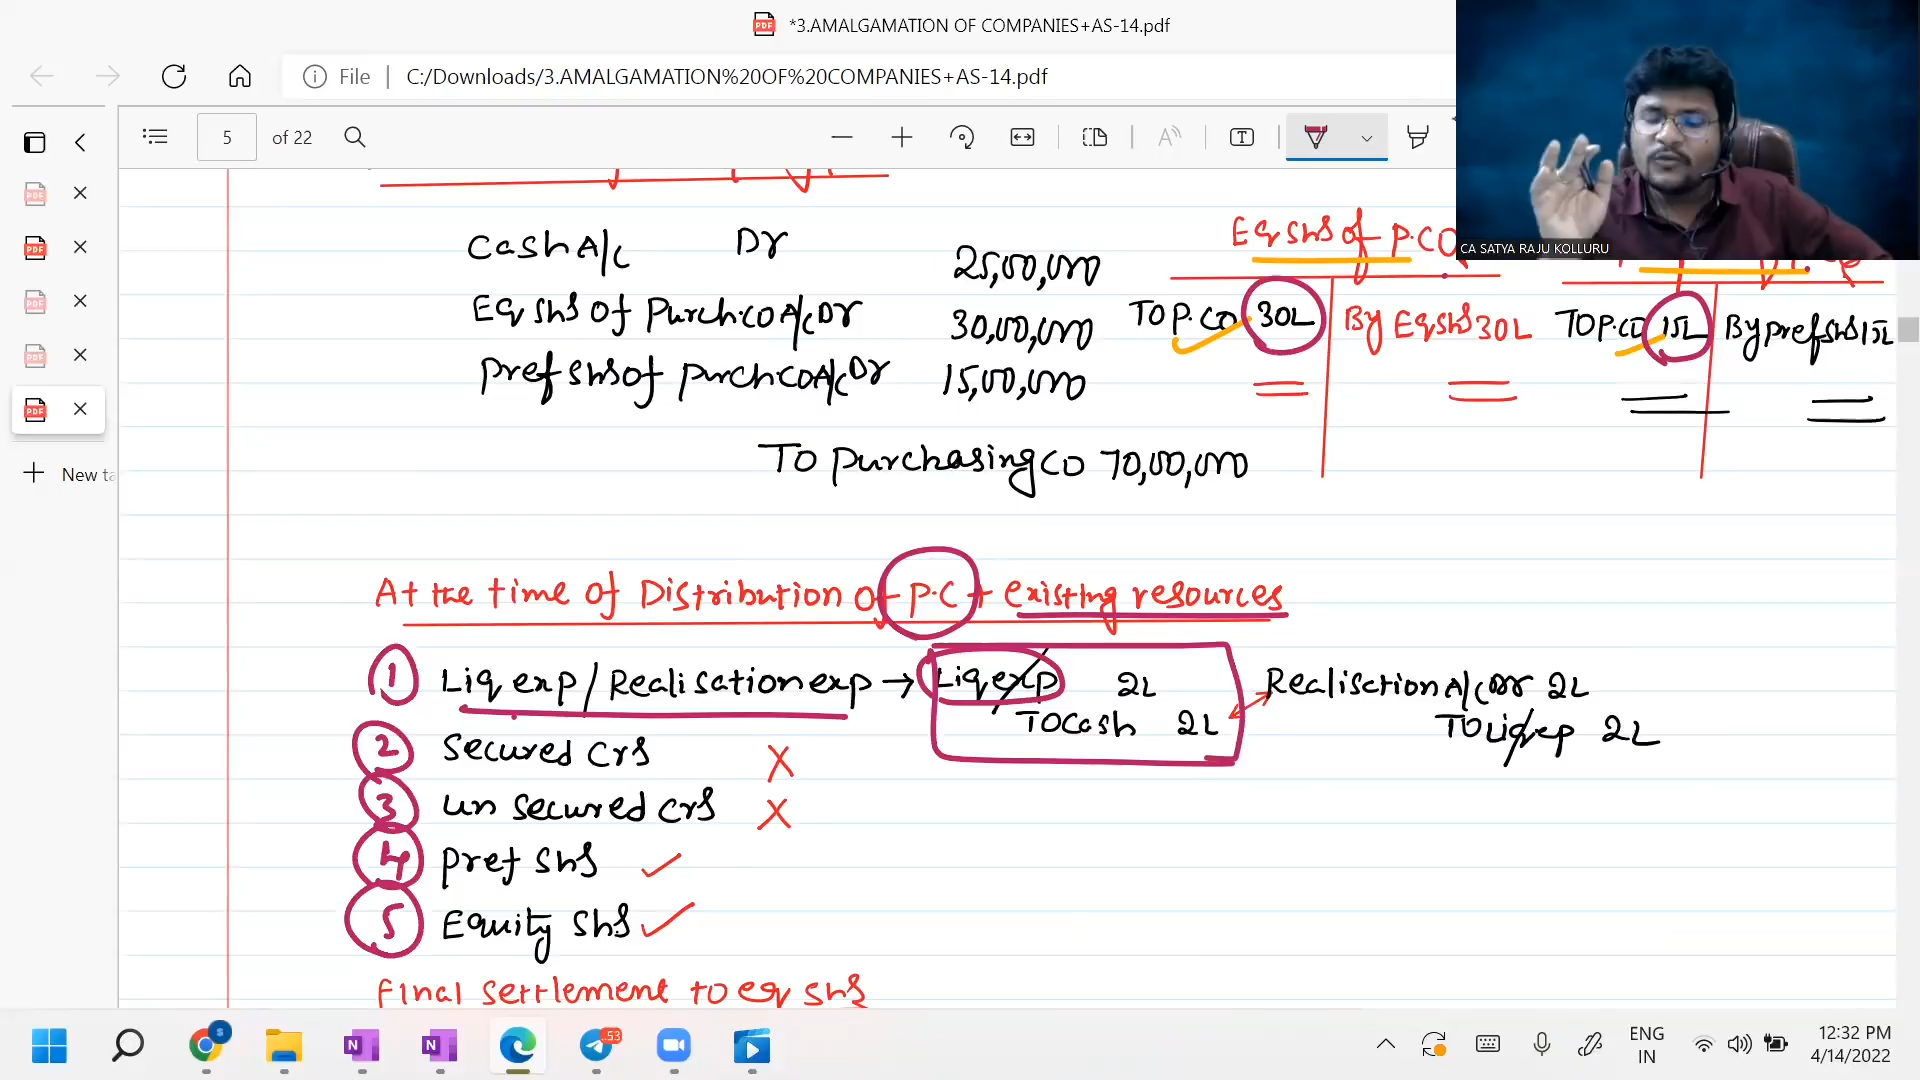 *3.AMALGAMATION OF COMPANIES+AS-14.pdf
File | C:/Downloads/3.AMALGAMATION%20OF%20COMPANIES+AS-14.pdf
5 of 22
CA SATYA RAJU KOLLURU
New ta
Cash A/c Dr 25,00,000
Eq shs of Purch.co A/c Dr 30,00,000
Pref shs of purch co A/c Dr 15,00,000
To purchasing co 70,00,000
Eq shs of P.CO
To P.CO 30L By Eq shs 30L
To P.CO 15L By pref shs 15L
At the time of Distribution of P.C + existing resources
1 Liq exp / Realisation exp → Liq exp 2L Realisation A/c Dr 2L
To Cash 2L To Liq exp 2L
2 Secured Crs X
3 un secured crs X
4 pref shs ✓
5 Equity shs ✓
Final settlement to eq shs
53
ENG
IN
12:32 PM
4/14/2022